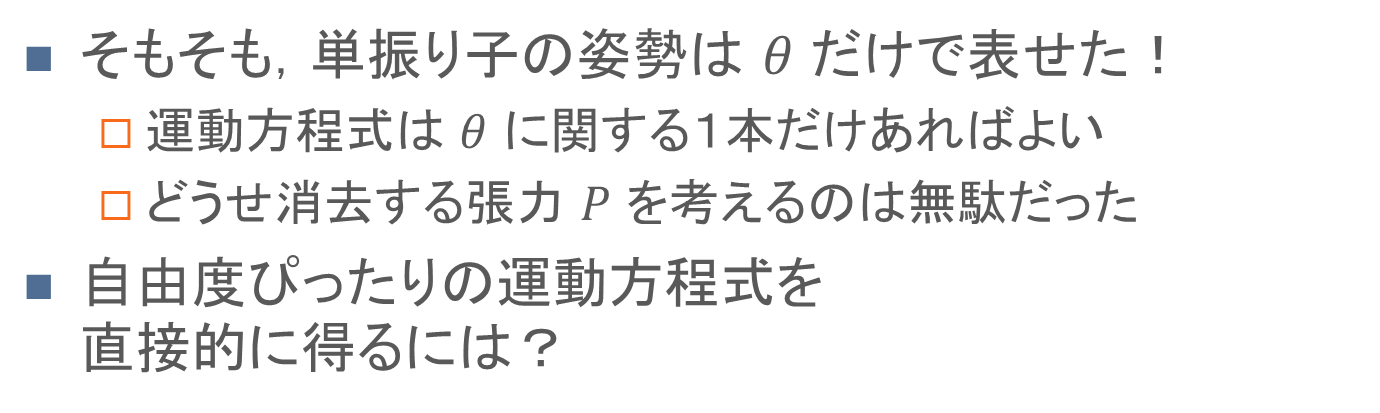 そもそも，単振り子の姿勢は θ だけで表せた！
運動方程式は θ に関する１本だけあればよい
どうせ消去する張力 P を考えるのは無駄だった
自由度ぴったりの運動方程式を
直接的に得るには？